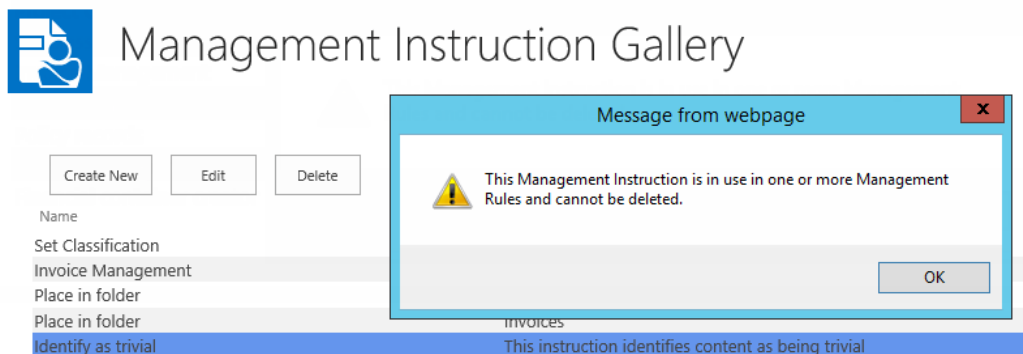 Management Instruction Gallery
Message from webpage
x
This Management Instruction is in use in one or more Management
Rules and cannot be deleted.
OK
Create New
Edit
Delete
Name
Set Classification
Invoice Management
Place in folder
Place in folder
Invoices
Identify as trivial
This instruction identifies content as being trivial